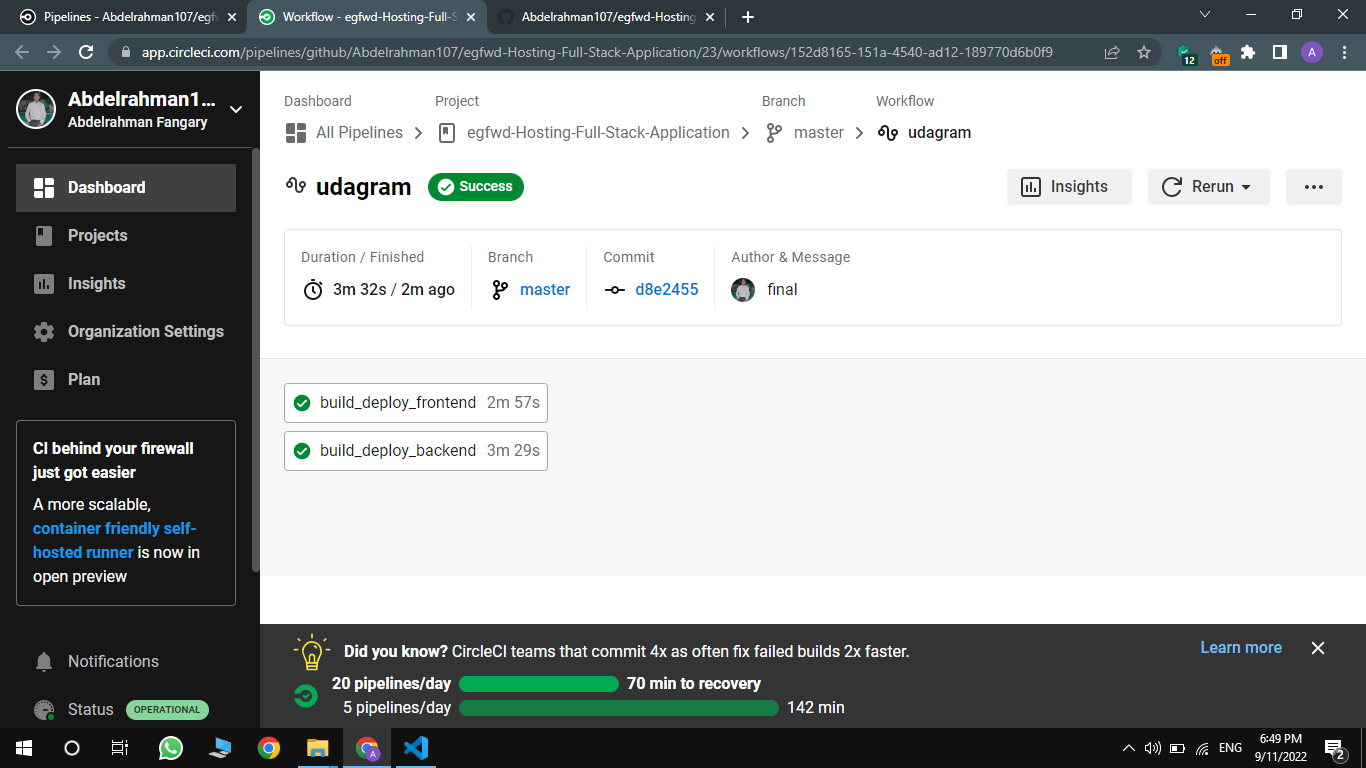 Pipelines - Abdelrahman107/egfw
Workflow - egfwd-Hosting-Full-S
Abdelrahman107/egfwd-Hosting
app.circleci.com/pipelines/github/Abdelrahman107/egfwd-Hosting-Full-Stack-Application/23/workflows/152d8165-151a-4540-ad12-189770d6b0f9
12
off
A
Abdelrahman1...
Abdelrahman Fangary
Dashboard
Projects
Insights
Organization Settings
Plan
CI behind your firewall
just got easier
A more scalable,
container friendly self-
hosted runner is now in
open preview
Notifications
Status OPERATIONAL
Dashboard Project Branch Workflow
All Pipelines egfwd-Hosting-Full-Stack-Application master udagram
udagram Success
Insights Rerun
Duration / Finished Branch Commit Author & Message
3m 32s / 2m ago master d8e2455 final
build_deploy_frontend 2m 57s
build_deploy_backend 3m 29s
Did you know? CircleCI teams that commit 4x as often fix failed builds 2x faster.
Learn more
20 pipelines/day 70 min to recovery
5 pipelines/day 142 min
A
ENG
6:49 PM
9/11/2022
2